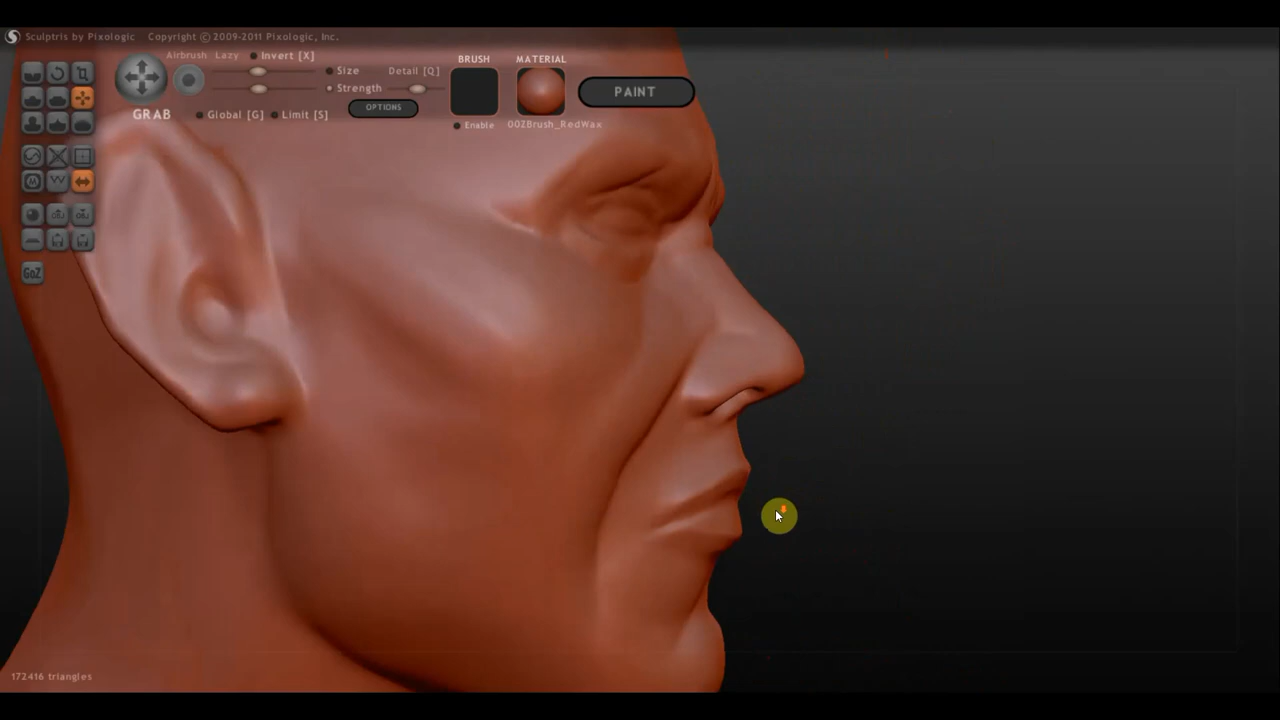 Sculptris by Pixologic Copyright © 2009-2011 Pixologic, Inc.
Airbrush Lazy Invert [X]
Size Detail [Q]
Strength
GRAB Global [G] Limit [S] OPTIONS
BRUSH MATERIAL
Enable 00ZBrush_RedWax
PAINT
GoZ
172416 triangles